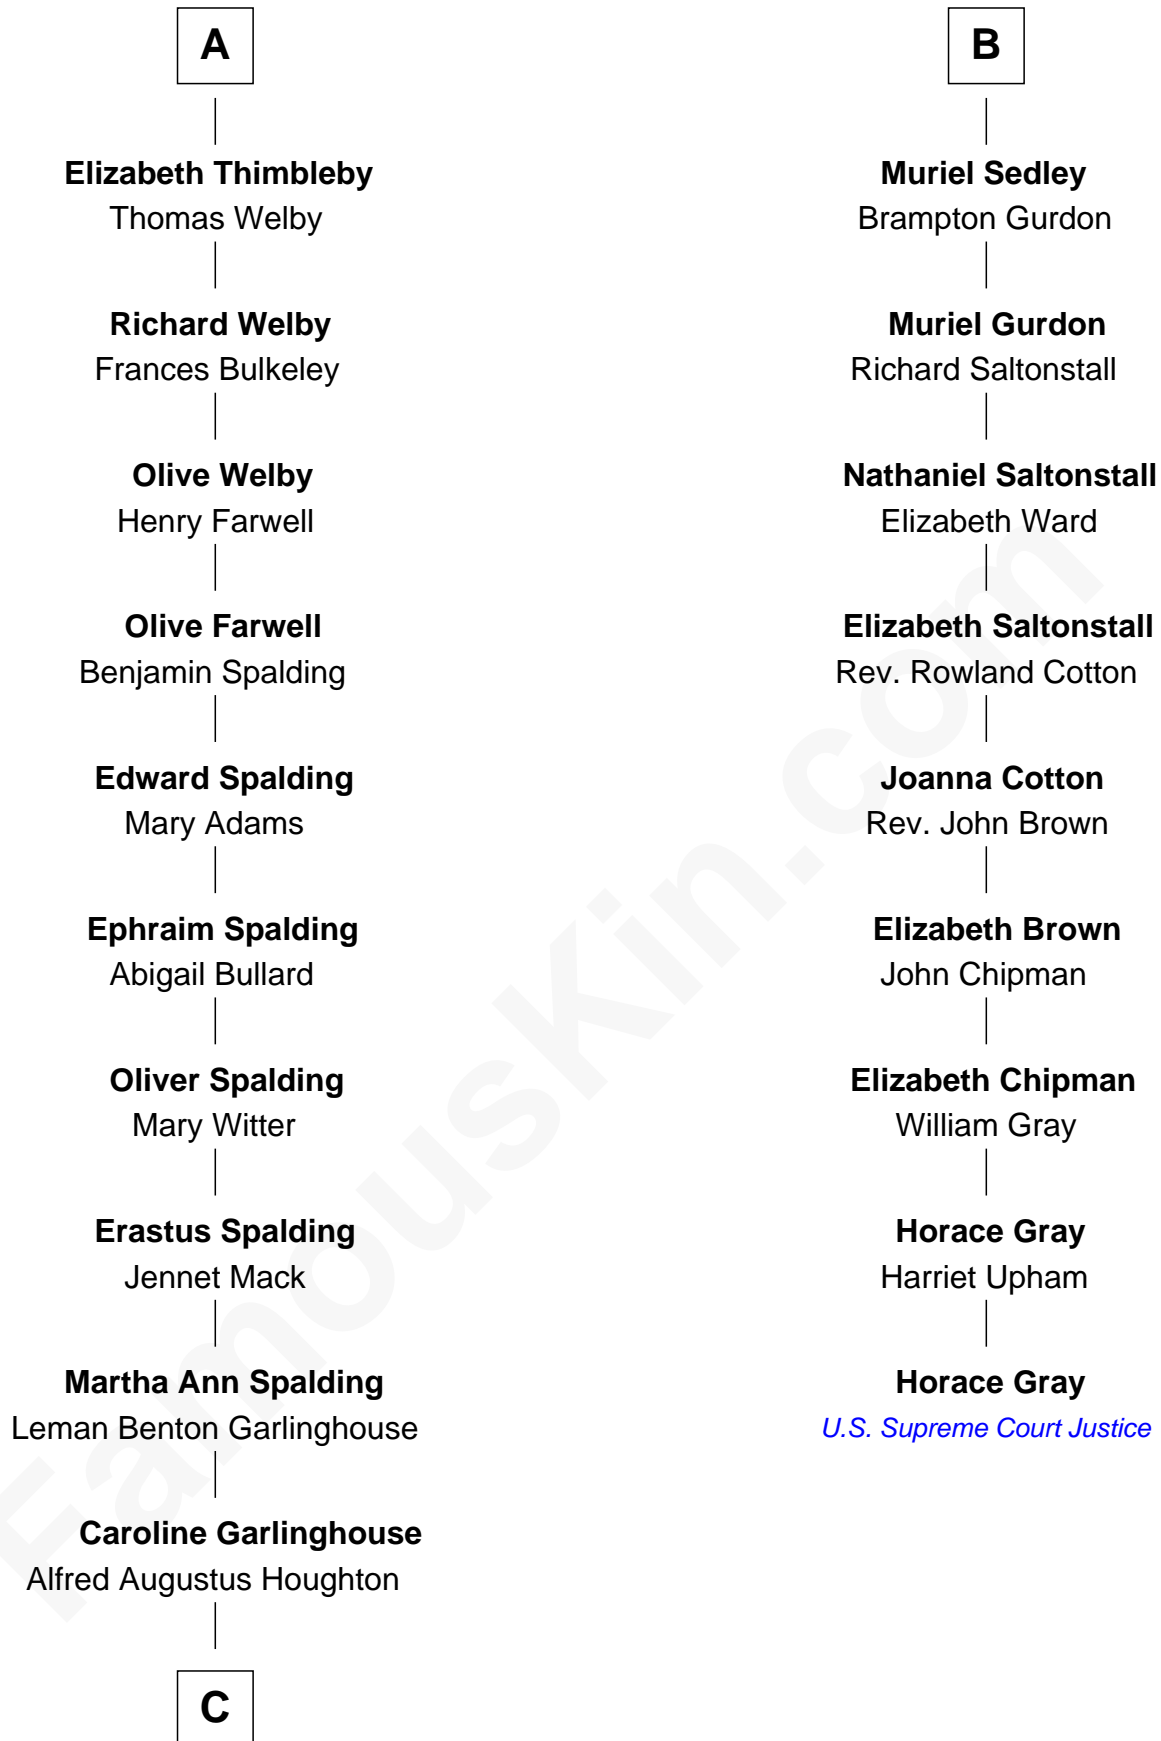 A
Elizabeth Thimbleby
Thomas Welby
Richard Welby
Frances Bulkeley
Olive Welby
Henry Farwell
Olive Farwell
Benjamin Spalding
Edward Spalding
Mary Adams
Ephraim Spalding
Abigail Bullard
Oliver Spalding
Mary Witter
Erastus Spalding
Jennet Mack
Martha Ann Spalding
Leman Benton Garlinghouse
Caroline Garlinghouse
Alfred Augustus Houghton
C
B
Muriel Sedley
Brampton Gurdon
Muriel Gurdon
Richard Saltonstall
Nathaniel Saltonstall
Elizabeth Ward
Elizabeth Saltonstall
Rev. Rowland Cotton
Joanna Cotton
Rev. John Brown
Elizabeth Brown
John Chipman
Elizabeth Chipman
William Gray
Horace Gray
Harriet Upham
Horace Gray
U.S. Supreme Court Justice
FamousKin.com